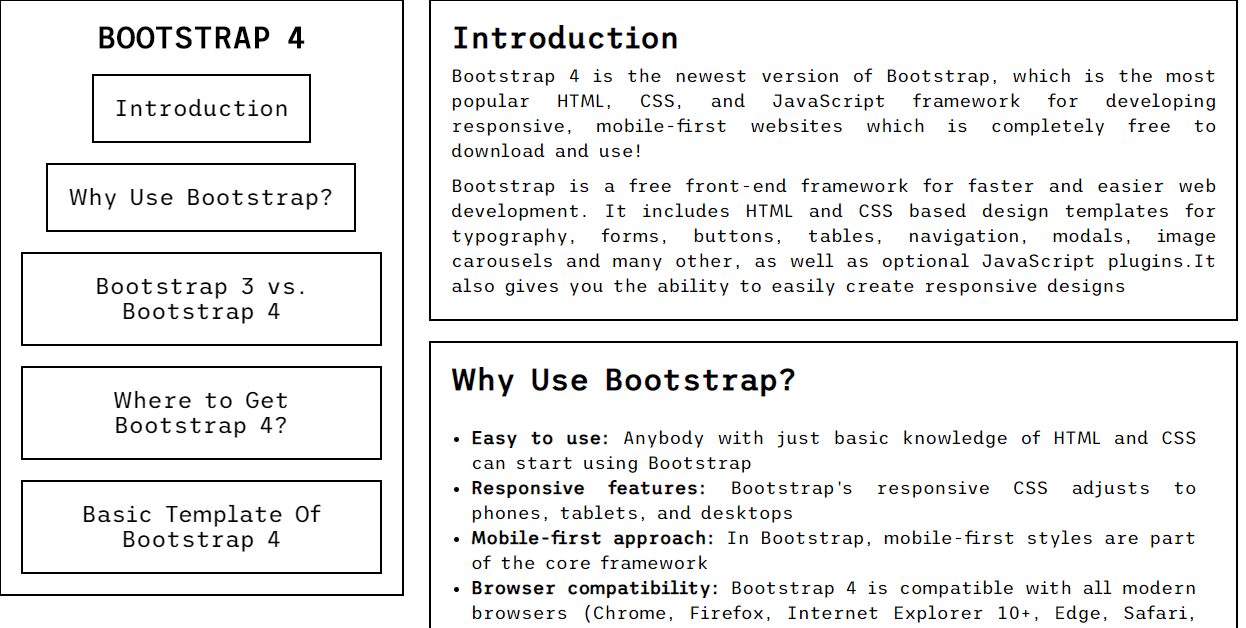 BOOTSTRAP 4
Introduction
Why Use Bootstrap?
Bootstrap 3 vs.
Bootstrap 4
Where to Get
Bootstrap 4?
Basic Template Of
Bootstrap 4
Introduction
Bootstrap 4 is the newest version of Bootstrap, which is the most
popular HTML, CSS, and JavaScript framework for developing
responsive, mobile-first websites which is completely free to
download and use!
Bootstrap is a free front-end framework for faster and easier web
development. It includes HTML and CSS based design templates for
typography, forms, buttons, tables, navigation, modals, image
carousels and many other, as well as optional JavaScript plugins.It
also gives you the ability to easily create responsive designs
Why Use Bootstrap?
• Easy to use: Anybody with just basic knowledge of HTML and CSS
can start using Bootstrap
• Responsive features: Bootstrap's responsive CSS adjusts to
phones, tablets, and desktops
• Mobile-first approach: In Bootstrap, mobile-first styles are part
of the core framework
• Browser compatibility: Bootstrap 4 is compatible with all modern
browsers (Chrome, Firefox, Internet Explorer 10+, Edge, Safari,